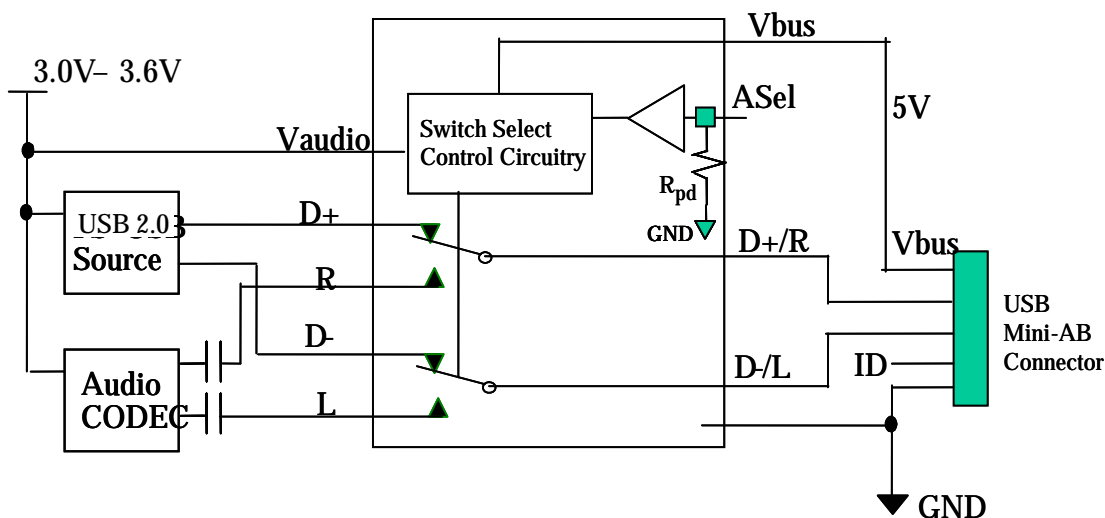 Vbus
3.0V– 3.6V
ASel
5V
Switch Select
Control Circuitry
Vaudio
Rpd
GND
USB 2.0
Source
D+
D+/R
Vbus
R
USB
Mini-AB
Connector
D-
D-/L
ID
Audio
CODEC
L
GND